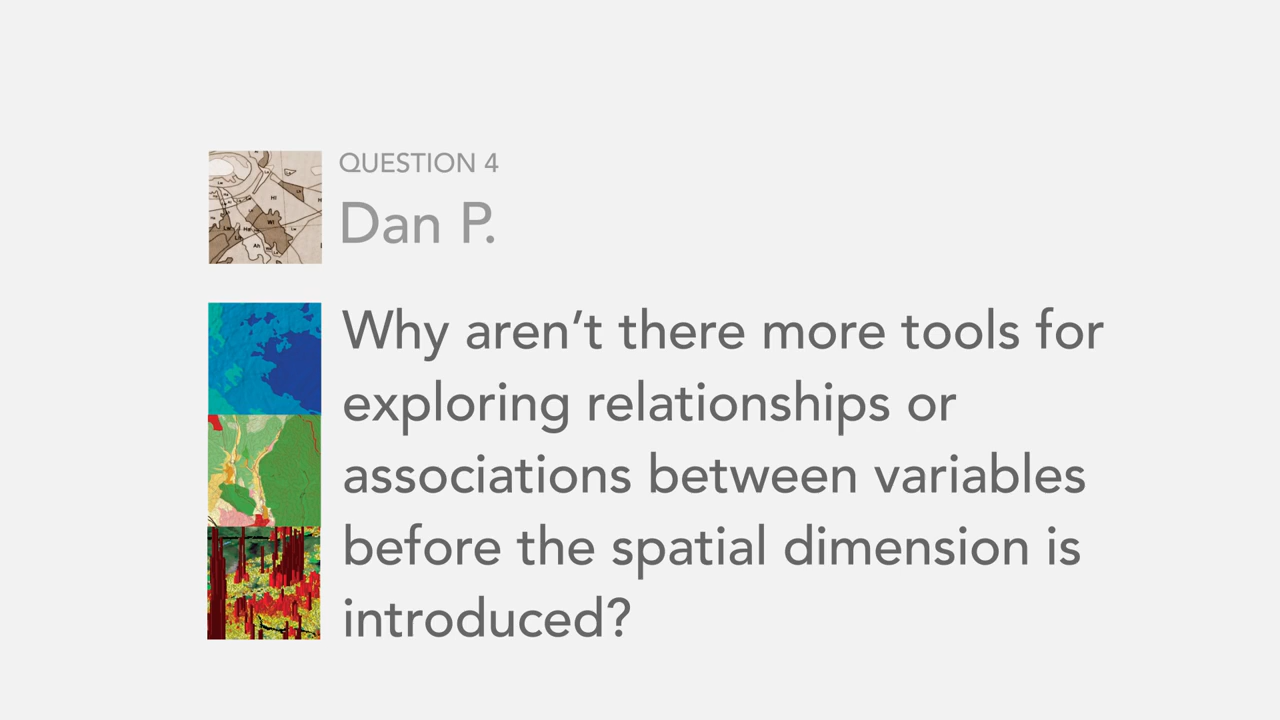 QUESTION 4
Dan P.
Why aren’t there more tools for
exploring relationships or
associations between variables
before the spatial dimension is
introduced?